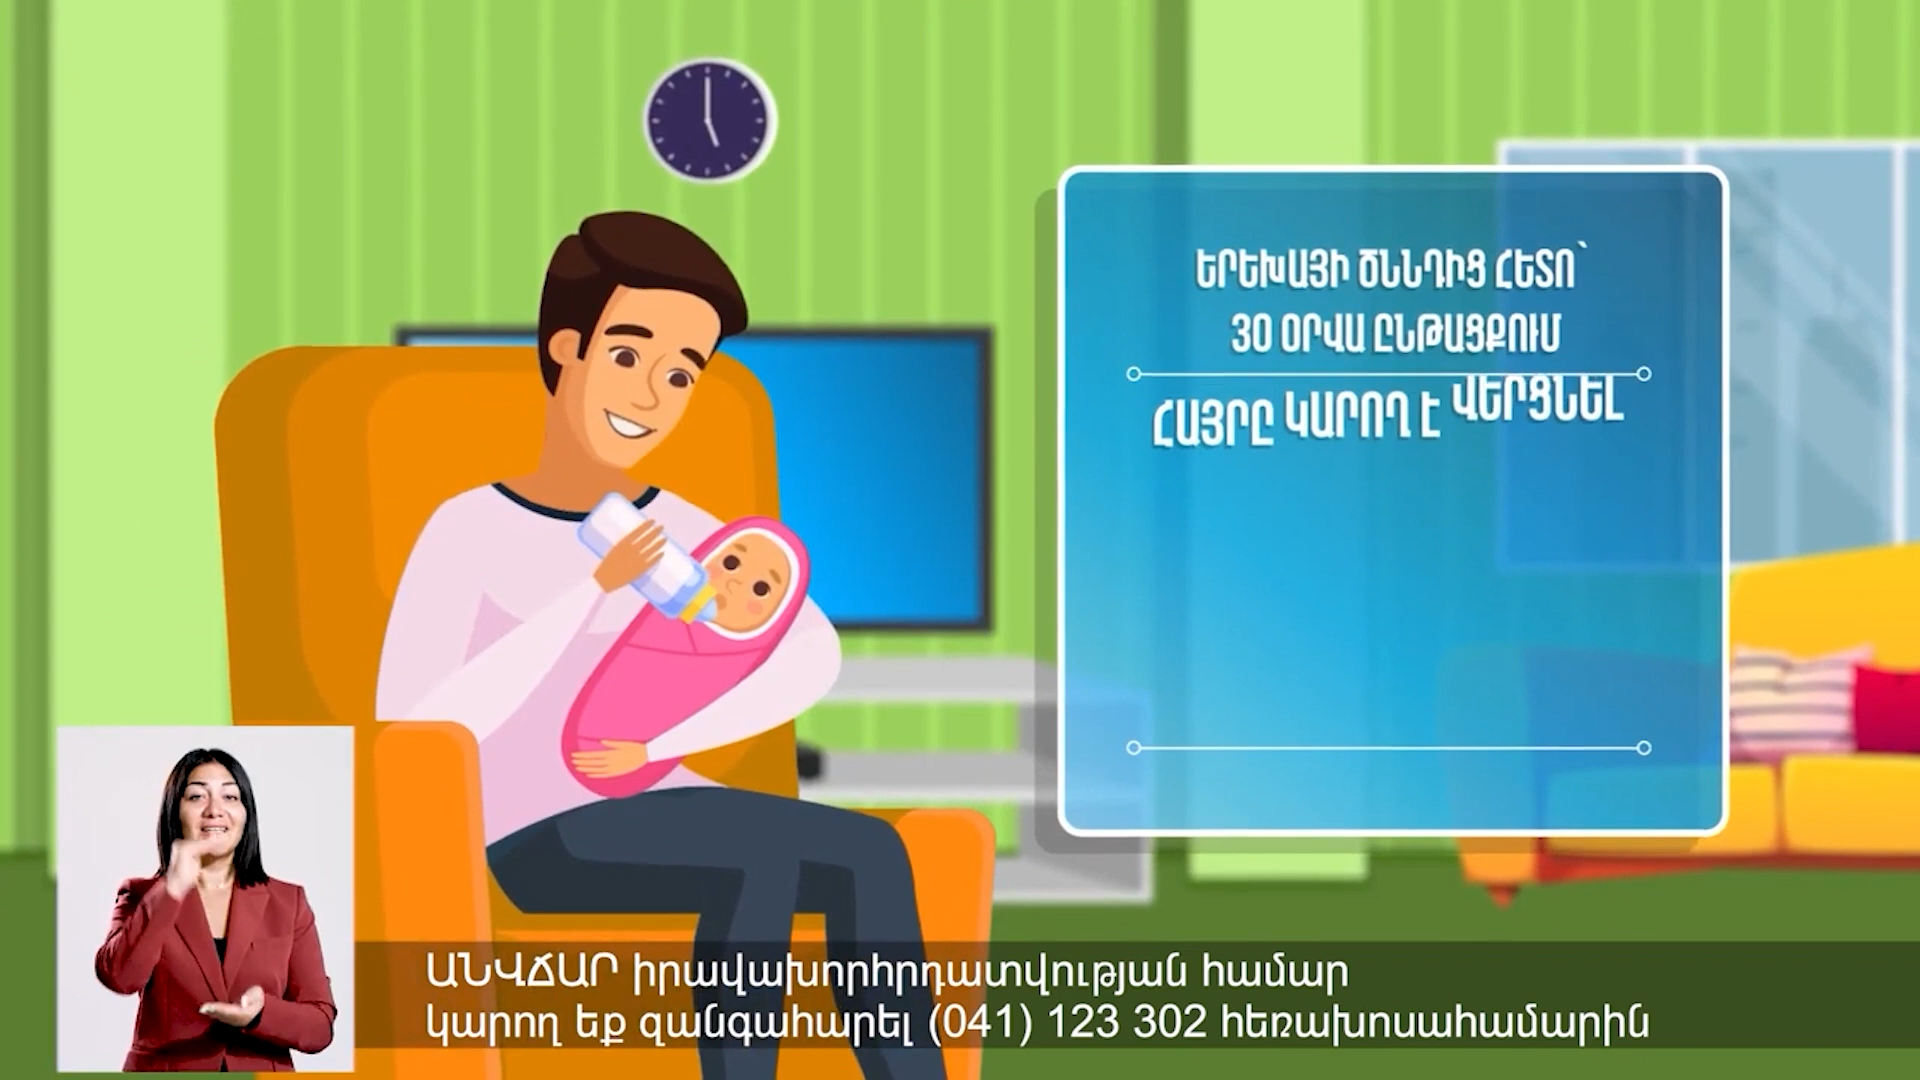 ԵՐԵԽԱՅԻ ԾՆՆԴԻՑ ՀԵՏՈ՝
30 ՕՐՎԱ ԸՆԹԱՑՔՈՒՄ
ՀԱՅՐԸ ԿԱՐՈՂ Է ՎԵՐՑՆԵԼ
ԱՆՎՃԱՐ իրավախորհրդատվության համար
կարող եք զանգահարել (041) 123 302 հեռախոսահամարին